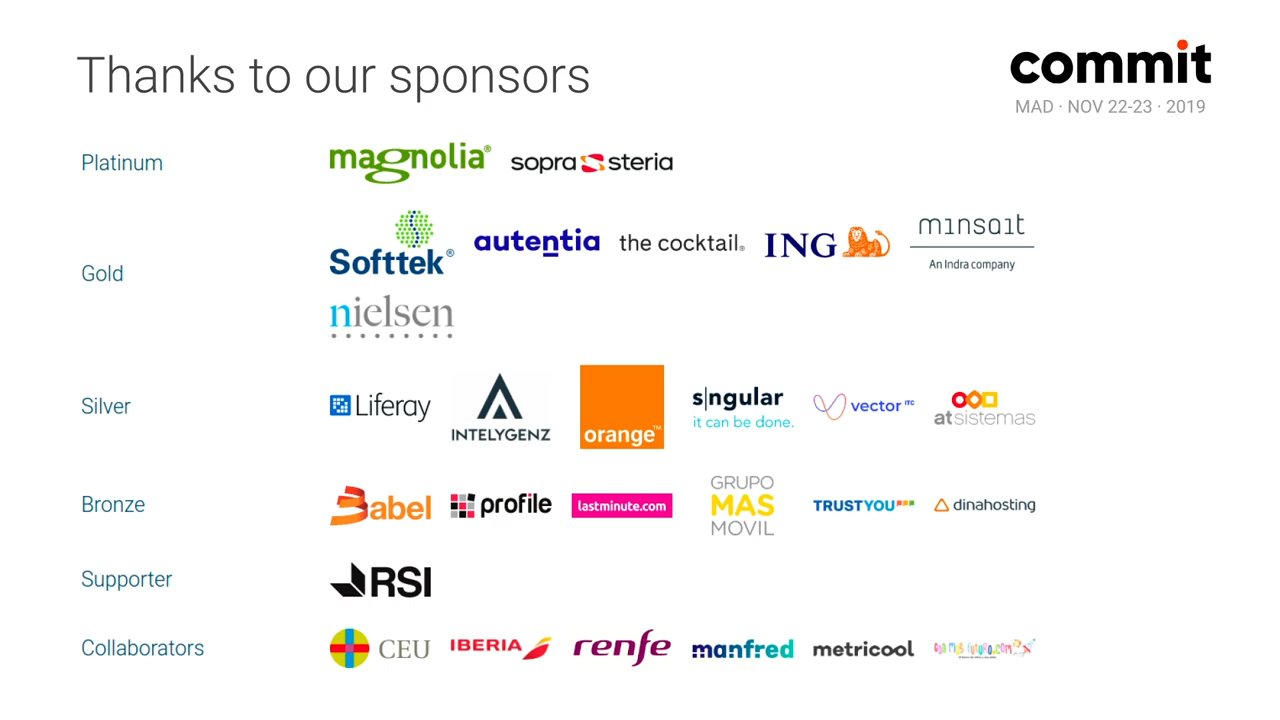 Thanks to our sponsors
commit
MAD · NOV 22-23 · 2019
Platinum
magnolia®
sopra steria
Gold
Softtek®
autentia
the cocktail®
ING
minsait
An Indra company
nielsen
Silver
Liferay
INTELYGENZ
orange™
s|ngular
it can be done.
vector ITC
atsistemas
Bronze
Babel
profile
lastminute.com
GRUPO
MAS
MOVIL
TRUSTYOU
dinahosting
Supporter
RSI
Collaborators
CEU
IBERIA
renfe
manfred
metricool